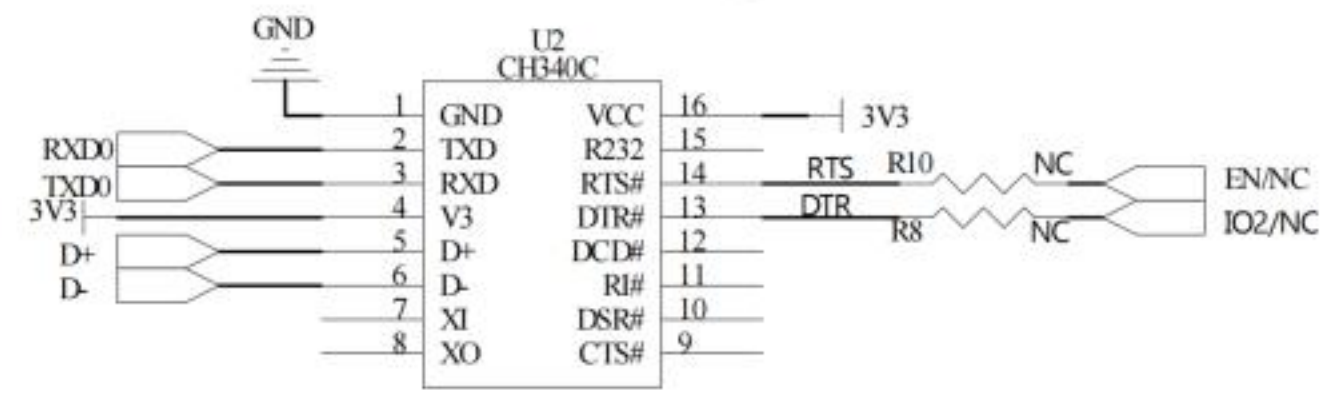 GND
U2
CH340C
1 GND VCC 16 3V3
RXD0 2 TXD R232 15
TXD0 3 RXD RTS# 14 RTS R10 NC EN/NC
3V3 4 V3 DTR# 13 DTR R8 NC IO2/NC
D+ 5 D+ DCD# 12
D- 6 D- RI# 11
7 XI DSR# 10
8 XO CTS# 9